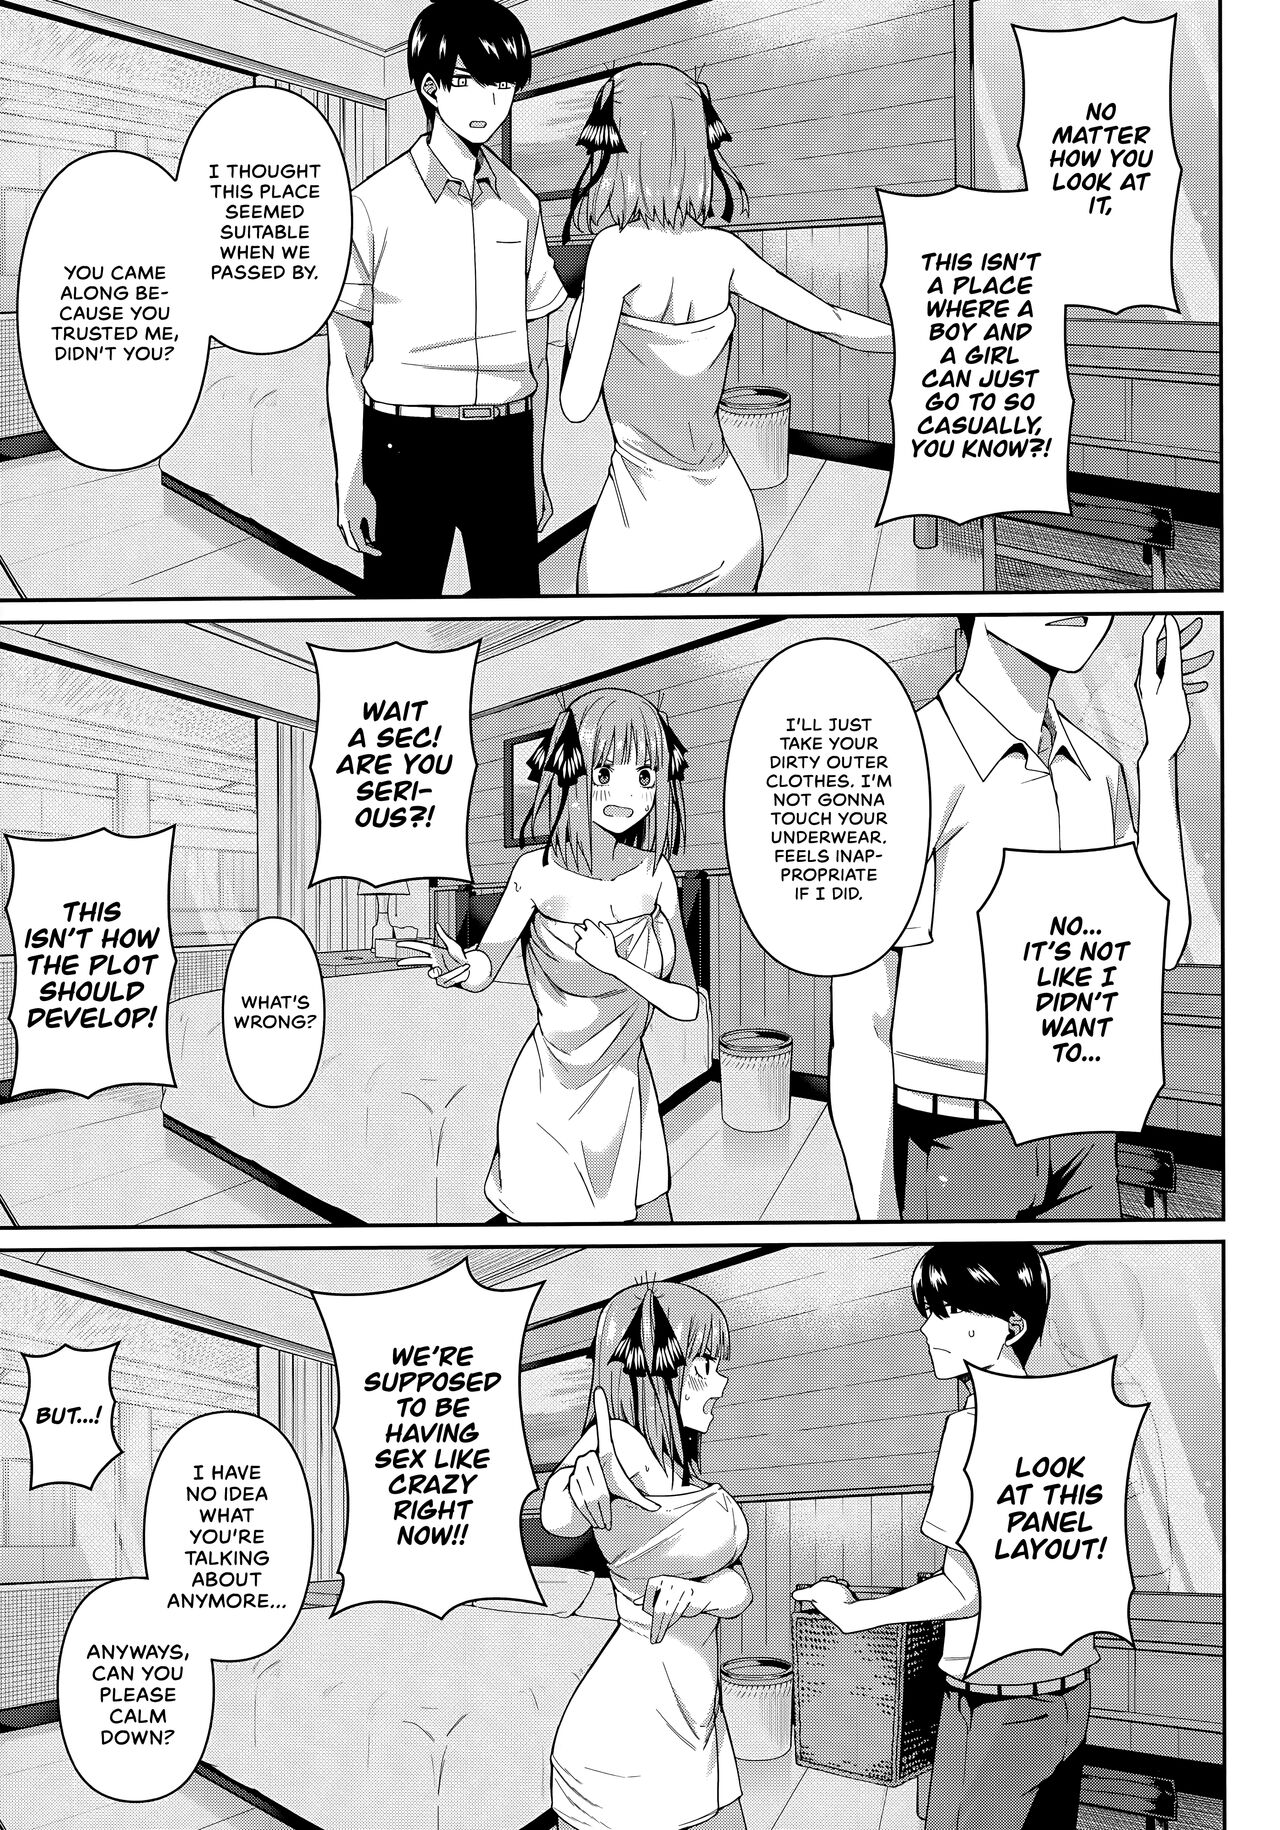 NO
MATTER
HOW YOU
LOOK AT
IT,
THIS ISN'T
A PLACE
WHERE A
BOY AND
A GIRL
CAN JUST
GO TO SO
CASUALLY,
YOU KNOW?!
I THOUGHT
THIS PLACE
SEEMED
SUITABLE
WHEN WE
PASSED BY.
YOU CAME
ALONG BE-
CAUSE YOU
TRUSTED ME,
DIDN'T YOU?
NO...
IT'S NOT
LIKE I
DIDN'T
WANT
TO...
I'LL JUST
TAKE YOUR
DIRTY OUTER
CLOTHES. I'M
NOT GONNA
TOUCH YOUR
UNDERWEAR.
FEELS INAP-
PROPRIATE
IF I DID.
WAIT
A SEC!
ARE YOU
SERI-
OUS?!
WHAT'S
WRONG?
THIS
ISN'T HOW
THE PLOT
SHOULD
DEVELOP!
LOOK
AT THIS
PANEL
LAYOUT!
WE'RE
SUPPOSED
TO BE
HAVING
SEX LIKE
CRAZY
RIGHT
NOW!!
I HAVE
NO IDEA
WHAT
YOU'RE
TALKING
ABOUT
ANYMORE...
ANYWAYS,
CAN YOU
PLEASE
CALM
DOWN?
BUT...!